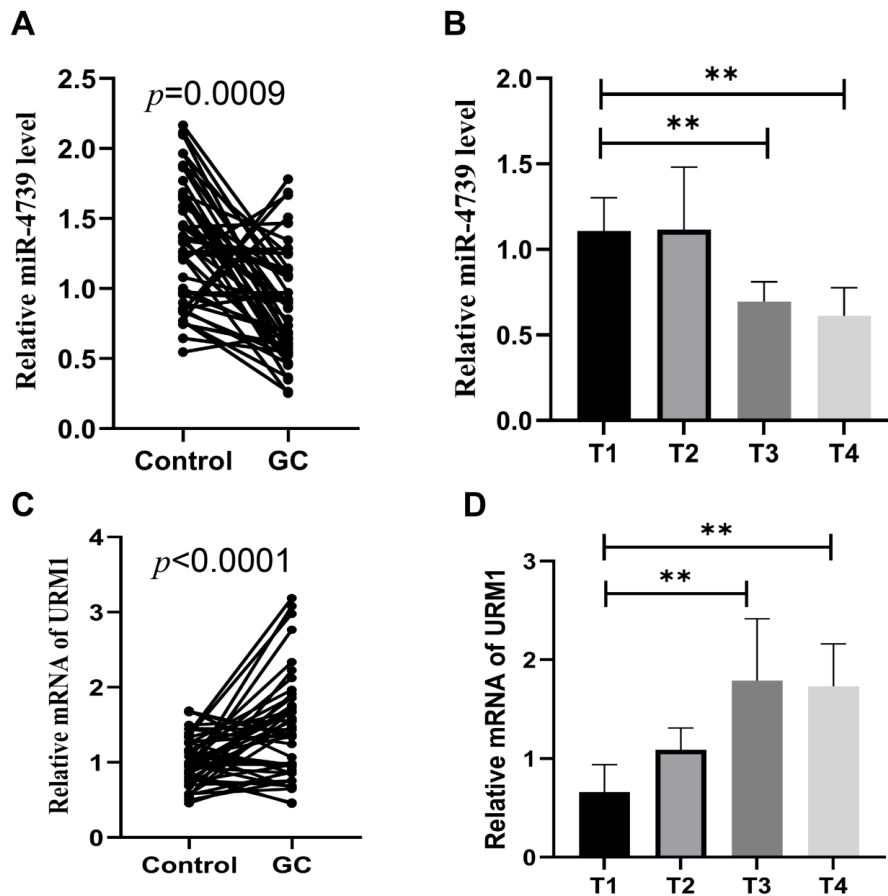 A
Relative miR-4739 level
p=0.0009
2.5
2.0
1.5
1.0
0.5
0.0
Control GC
B
Relative miR-4739 level
2.0
1.5
1.0
0.5
0.0
**
**
T1 T2 T3 T4
C
Relative mRNA of URM1
p<0.0001
4
3
2
1
0
Control GC
D
Relative mRNA of URM1
3
2
1
0
**
**
T1 T2 T3 T4